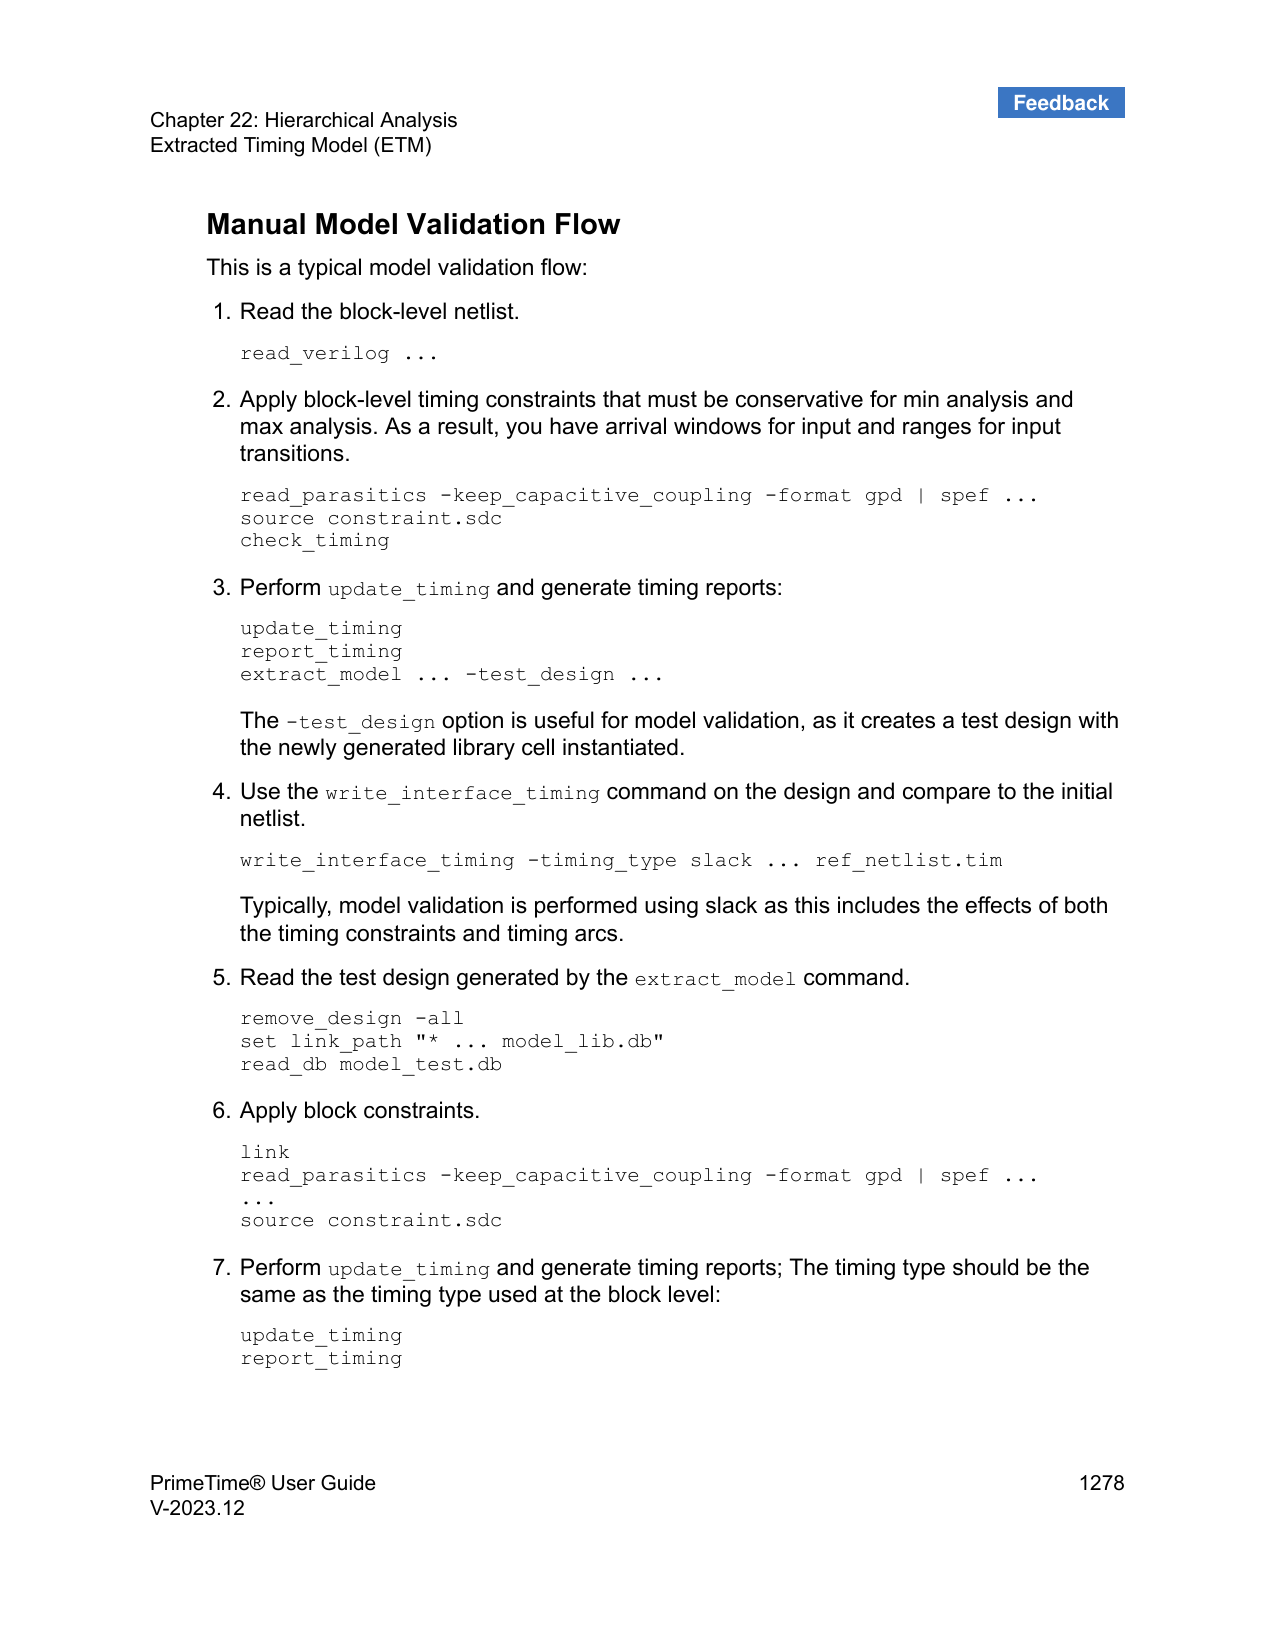 Feedback
Chapter 22: Hierarchical Analysis
Extracted Timing Model (ETM)
Manual Model Validation Flow
This is a typical model validation flow:
1. Read the block-level netlist.
read_verilog ...
2. Apply block-level timing constraints that must be conservative for min analysis and
max analysis. As a result, you have arrival windows for input and ranges for input
transitions.
read_parasitics -keep_capacitive_coupling -format gpd | spef ...
source constraint.sdc
check_timing
3. Perform update_timing and generate timing reports:
update_timing
report_timing
extract_model ... -test_design ...
The -test_design option is useful for model validation, as it creates a test design with
the newly generated library cell instantiated.
4. Use the write_interface_timing command on the design and compare to the initial
netlist.
write_interface_timing -timing_type slack ... ref_netlist.tim
Typically, model validation is performed using slack as this includes the effects of both
the timing constraints and timing arcs.
5. Read the test design generated by the extract_model command.
remove_design -all
set link_path "* ... model_lib.db"
read_db model_test.db
6. Apply block constraints.
link
read_parasitics -keep_capacitive_coupling -format gpd | spef ...
...
source constraint.sdc
7. Perform update_timing and generate timing reports; The timing type should be the
same as the timing type used at the block level:
update_timing
report_timing
PrimeTime® User Guide
1278
V-2023.12